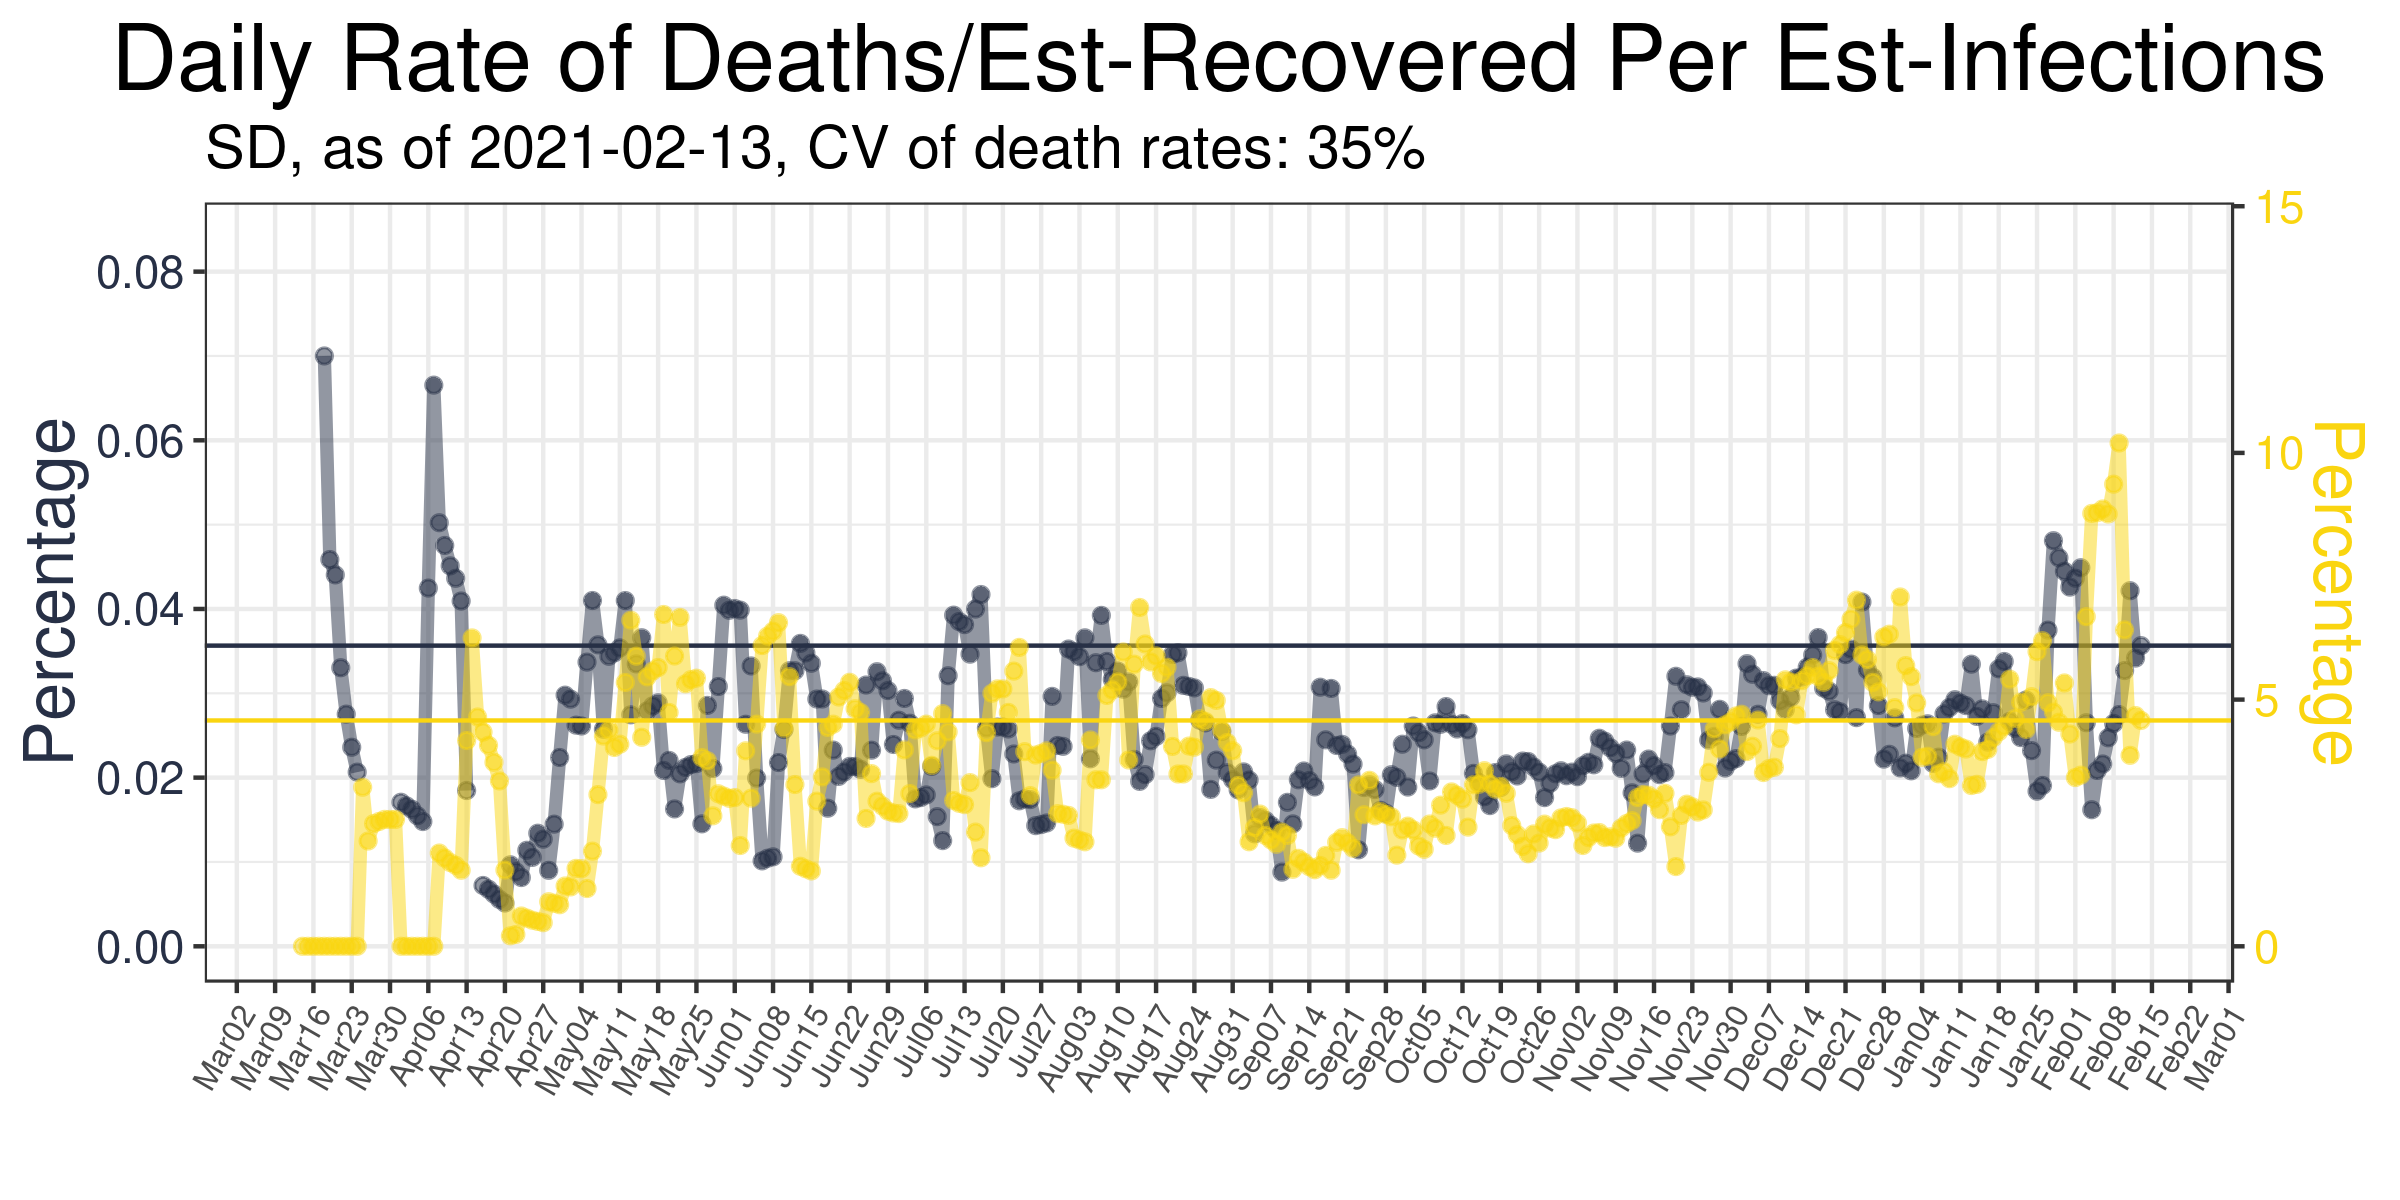 Daily Rate of Deaths/Est-Recovered Per Est-Infections
SD, as of 2021-02-13, CV of death rates: 35%
Percentage
0.08
0.06
0.04
0.02
0.00
15
10
5
0
Percentage
Mar02 Mar09 Mar16 Mar23 Mar30 Apr06 Apr13 Apr20 Apr27 May04 May11 May18 May25 Jun01 Jun08 Jun15 Jun22 Jun29 Jul06 Jul13 Jul20 Jul27 Aug03 Aug10 Aug17 Aug24 Aug31 Sep07 Sep14 Sep21 Sep28 Oct05 Oct12 Oct19 Oct26 Nov02 Nov09 Nov16 Nov23 Nov30 Dec07 Dec14 Dec21 Dec28 Jan04 Jan11 Jan18 Jan25 Feb01 Feb08 Feb15 Feb22 Mar01